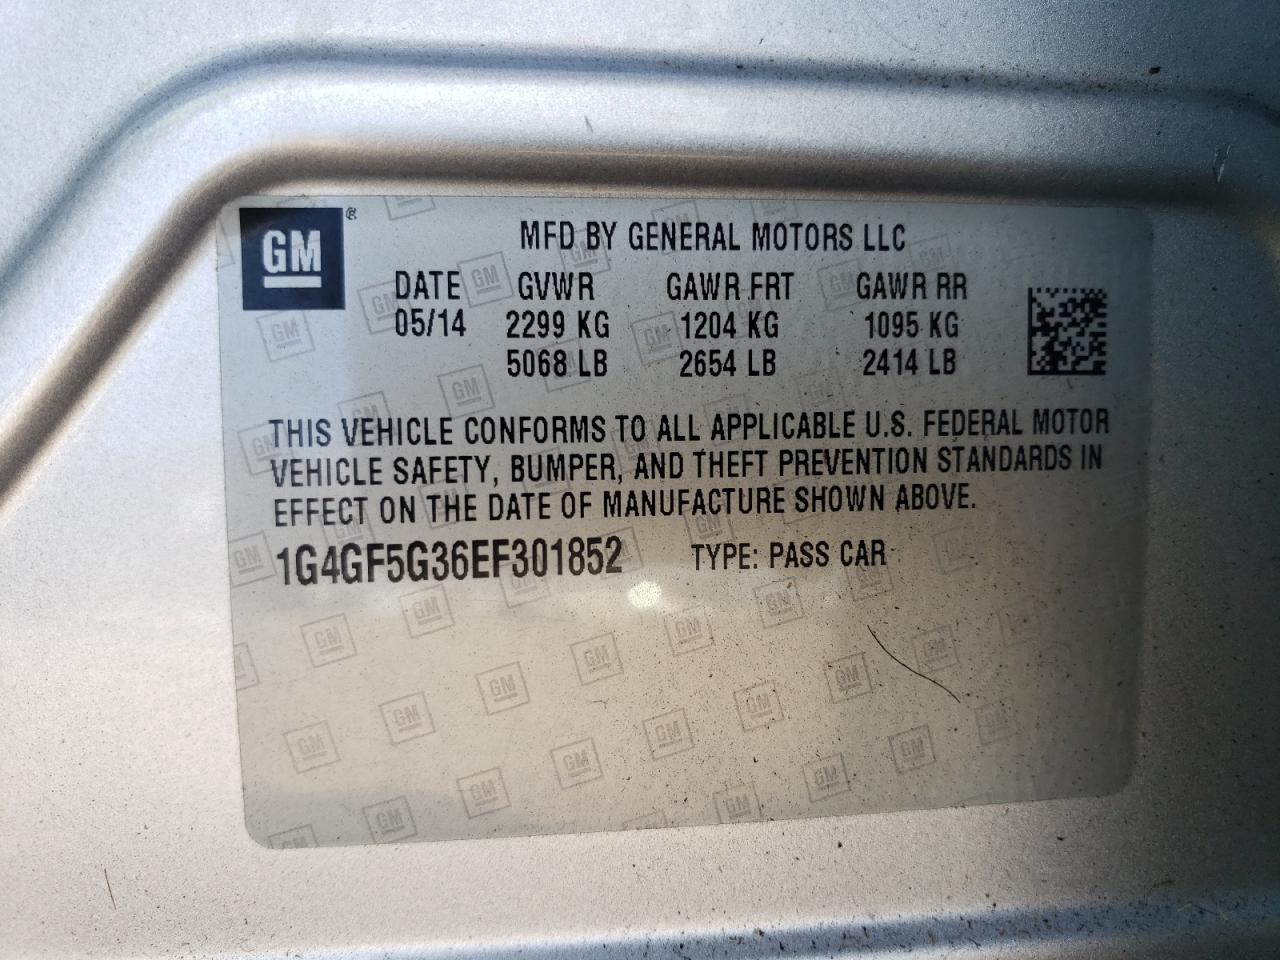 GM®
MFD BY GENERAL MOTORS LLC
DATE GVWR GAWR FRT GAWR RR
05/14 2299 KG 1204 KG 1095 KG
5068 LB 2654 LB 2414 LB
THIS VEHICLE CONFORMS TO ALL APPLICABLE U.S. FEDERAL MOTOR
VEHICLE SAFETY, BUMPER, AND THEFT PREVENTION STANDARDS IN
EFFECT ON THE DATE OF MANUFACTURE SHOWN ABOVE.
1G4GF5G36EF301852 TYPE: PASS CAR